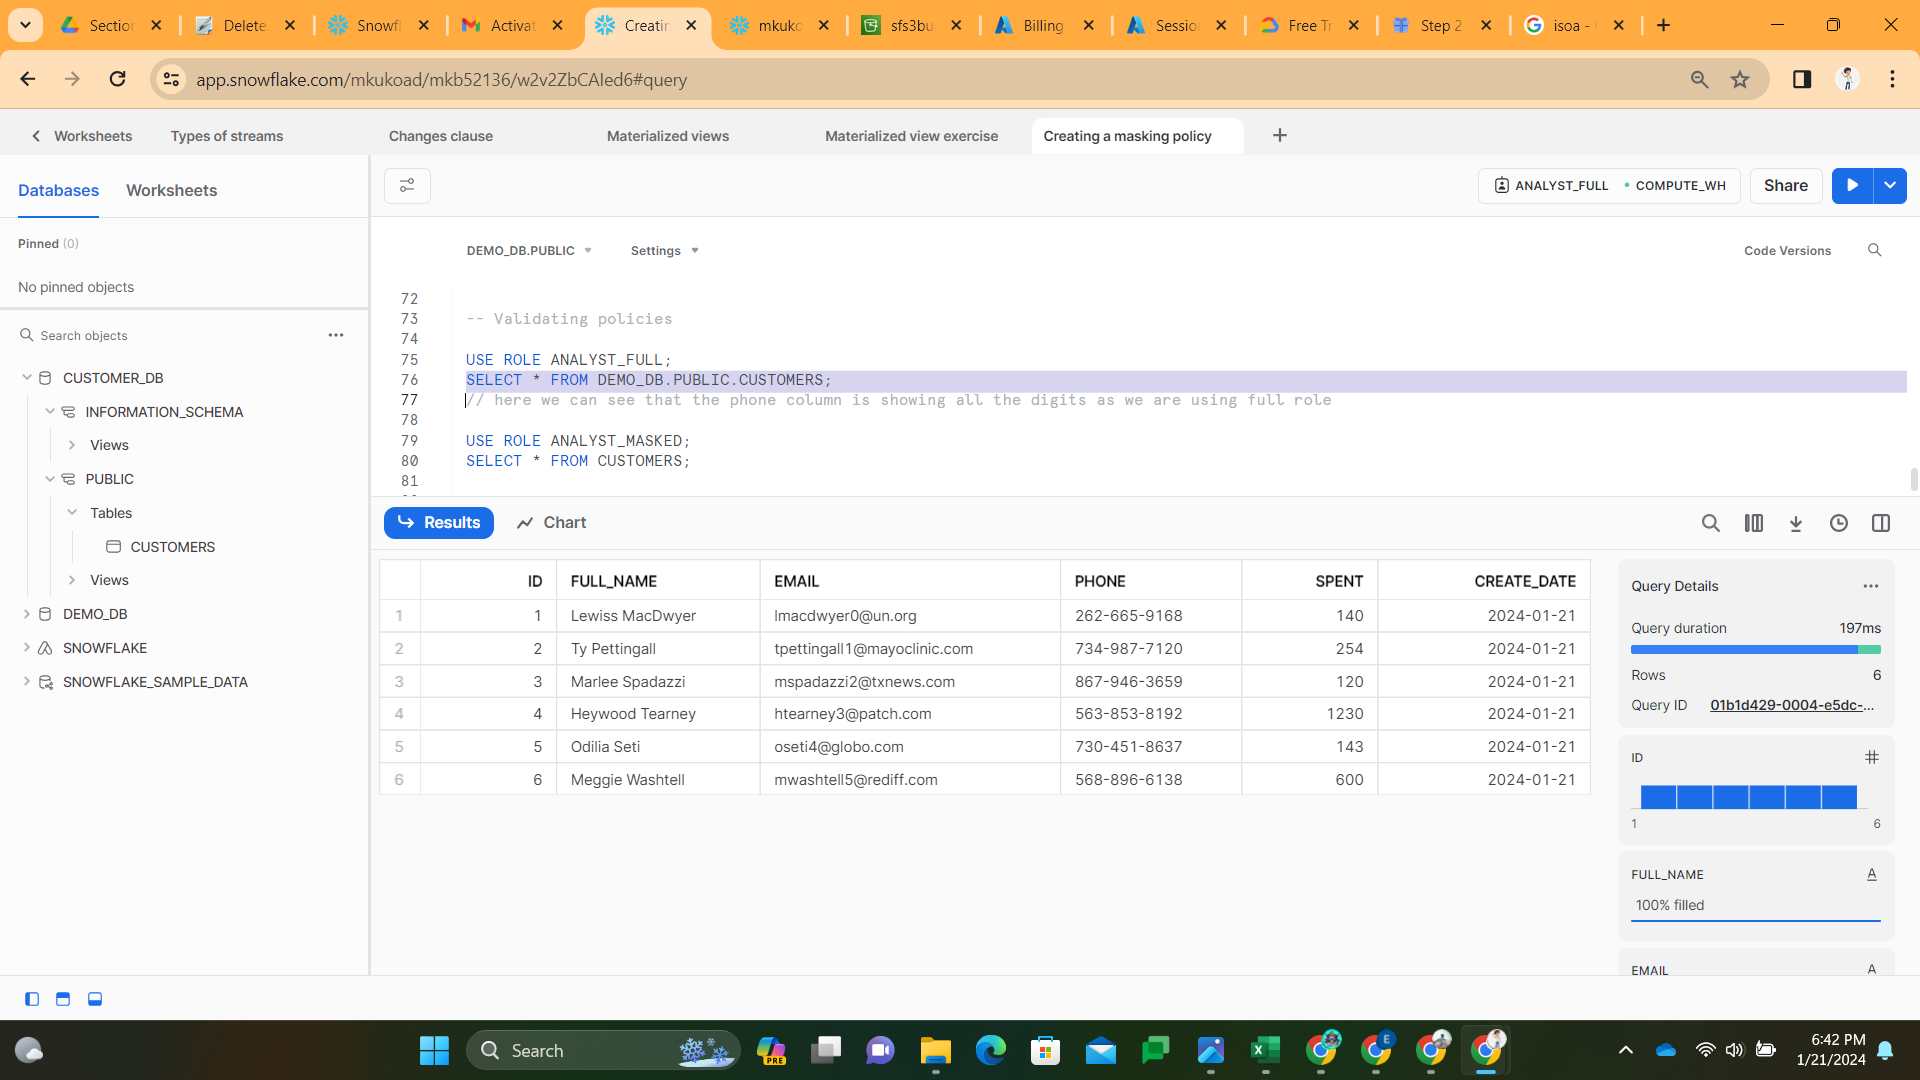 Section
Delete
Snowfl
Activat
Creatin
mkuko
sfs3bu
Billing
Session
Free Tr
Step 2
isoa -
app.snowflake.com/mkukoad/mkb52136/w2v2ZbCAIed6#query
Worksheets
Types of streams
Changes clause
Materialized views
Materialized view exercise
Creating a masking policy
Databases
Worksheets
ANALYST_FULL
COMPUTE_WH
Share
Pinned (0)
No pinned objects
DEMO_DB.PUBLIC
Settings
Code Versions
Search objects
CUSTOMER_DB
INFORMATION_SCHEMA
Views
PUBLIC
Tables
CUSTOMERS
Views
DEMO_DB
SNOWFLAKE
SNOWFLAKE_SAMPLE_DATA
72
73 -- Validating policies
74
75 USE ROLE ANALYST_FULL;
76 SELECT * FROM DEMO_DB.PUBLIC.CUSTOMERS;
77 // here we can see that the phone column is showing all the digits as we are using full role
78
79 USE ROLE ANALYST_MASKED;
80 SELECT * FROM CUSTOMERS;
81
Results
Chart
ID FULL_NAME EMAIL PHONE SPENT CREATE_DATE
1 1 Lewiss MacDwyer lmacdwyer0@un.org 262-665-9168 140 2024-01-21
2 2 Ty Pettingall tpettingall1@mayoclinic.com 734-987-7120 254 2024-01-21
3 3 Marlee Spadazzi mspadazzi2@txnews.com 867-946-3659 120 2024-01-21
4 4 Heywood Tearney htearney3@patch.com 563-853-8192 1230 2024-01-21
5 5 Odilia Seti oseti4@globo.com 730-451-8637 143 2024-01-21
6 6 Meggie Washtell mwashtell5@rediff.com 568-896-6138 600 2024-01-21
Query Details
Query duration 197ms
Rows 6
Query ID 01b1d429-0004-e5dc-...
ID
1 6
FULL_NAME A
100% filled
EMAIL A
Search
PRE
E
6:42 PM
1/21/2024